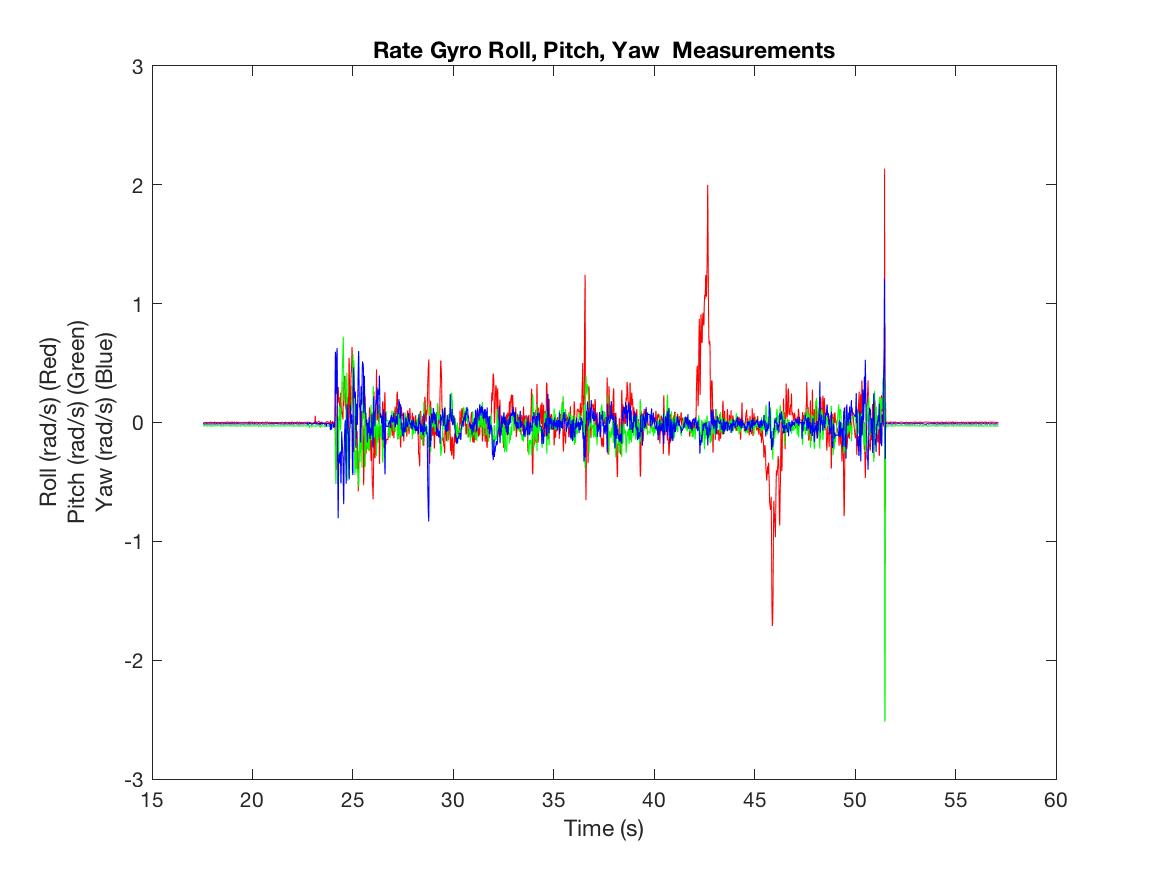 Rate Gyro Roll, Pitch, Yaw  Measurements
3
2
1
0
-1
-2
-3
Roll (rad/s) (Red)
Pitch (rad/s) (Green)
Yaw (rad/s) (Blue)
15 20 25 30 35 40 45 50 55 60
Time (s)